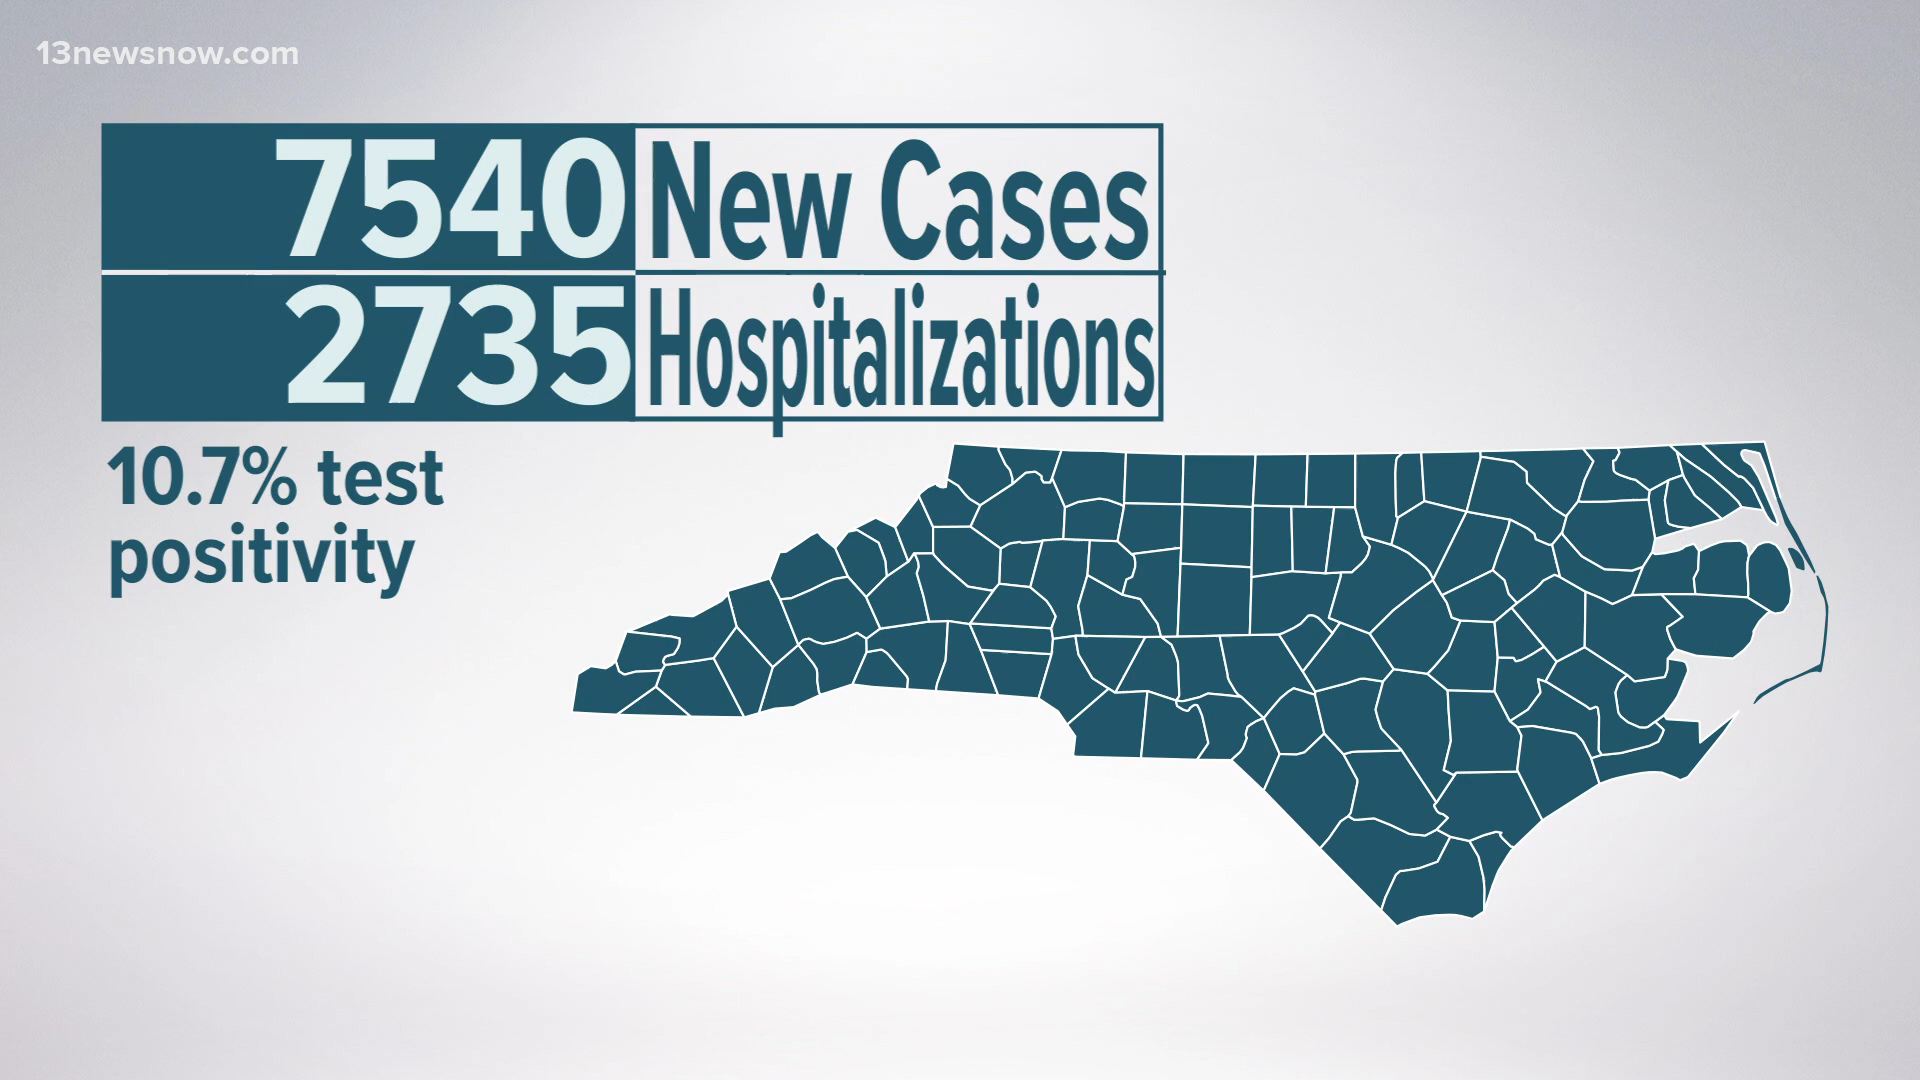 13newsnow.com
7540 New Cases
2735 Hospitalizations
10.7% test
positivity